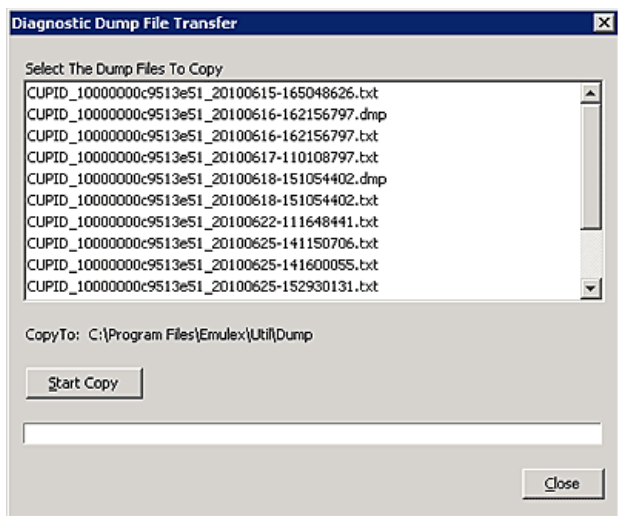 Diagnostic Dump File Transfer
Select The Dump Files To Copy
CUPID_10000000c9513e51_20100615-165048626.txt
CUPID_10000000c9513e51_20100616-162156797.dmp
CUPID_10000000c9513e51_20100616-162156797.txt
CUPID_10000000c9513e51_20100617-110108797.txt
CUPID_10000000c9513e51_20100618-151054402.dmp
CUPID_10000000c9513e51_20100618-151054402.txt
CUPID_10000000c9513e51_20100622-111648441.txt
CUPID_10000000c9513e51_20100625-141150706.txt
CUPID_10000000c9513e51_20100625-141600055.txt
CUPID_10000000c9513e51_20100625-152930131.txt
CopyTo: C:\Program Files\Emulex\Util\Dump
Start Copy
Close